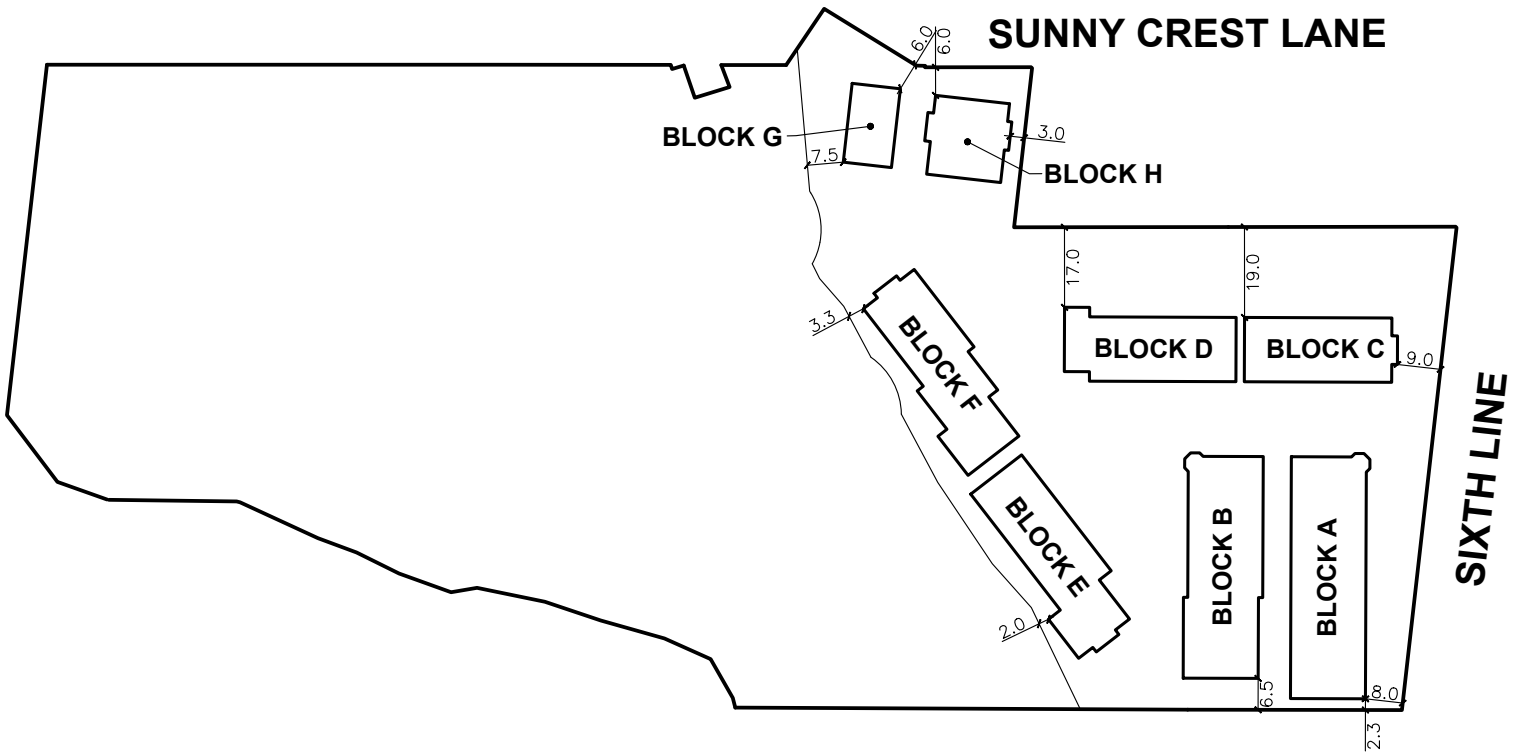 SUNNY CREST LANE
6.0
6.0
BLOCK G
7.5
3.0
BLOCK H
17.0
19.0
3.3
BLOCK F
BLOCK D
BLOCK C
9.0
SIXTH LINE
BLOCK E
BLOCK B
BLOCK A
2.0
6.5
8.0
2.3